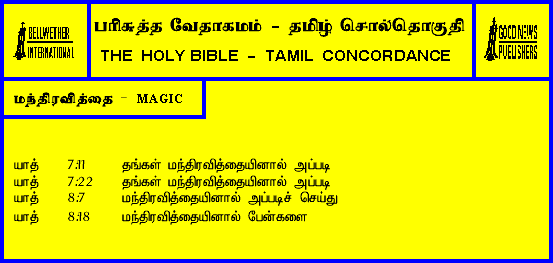 BELLWETHER
INTERNATIONAL
பரிசுத்த வேதாகமம் - தமிழ் சொல்தொகுதி
THE HOLY BIBLE - TAMIL CONCORDANCE
GOOD NEWS
PUBLISHERS
மந்திரவித்தை - MAGIC
யாத் 7:11 தங்கள் மந்திரவித்தையினால் அப்படி
யாத் 7:22 தங்கள் மந்திரவித்தையினால் அப்படி
யாத் 8:7 மந்திரவித்தையினால் அப்படிச் செய்து
யாத் 8:18 மந்திரவித்தையினால் பேன்களை